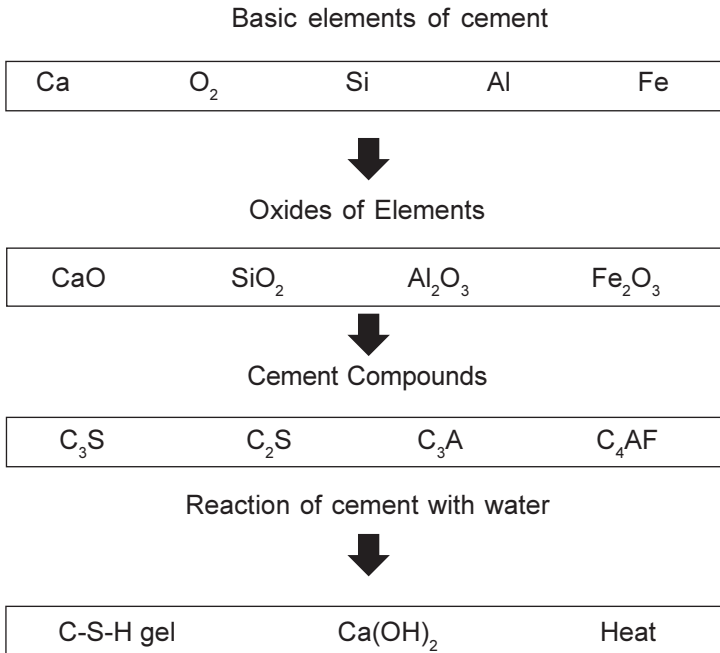 Basic elements of cement
Ca O₂ Si Al Fe
Oxides of Elements
CaO SiO₂ Al₂O₃ Fe₂O₃
Cement Compounds
C₃S C₂S C₃A C₄AF
Reaction of cement with water
C-S-H gel Ca(OH)₂ Heat